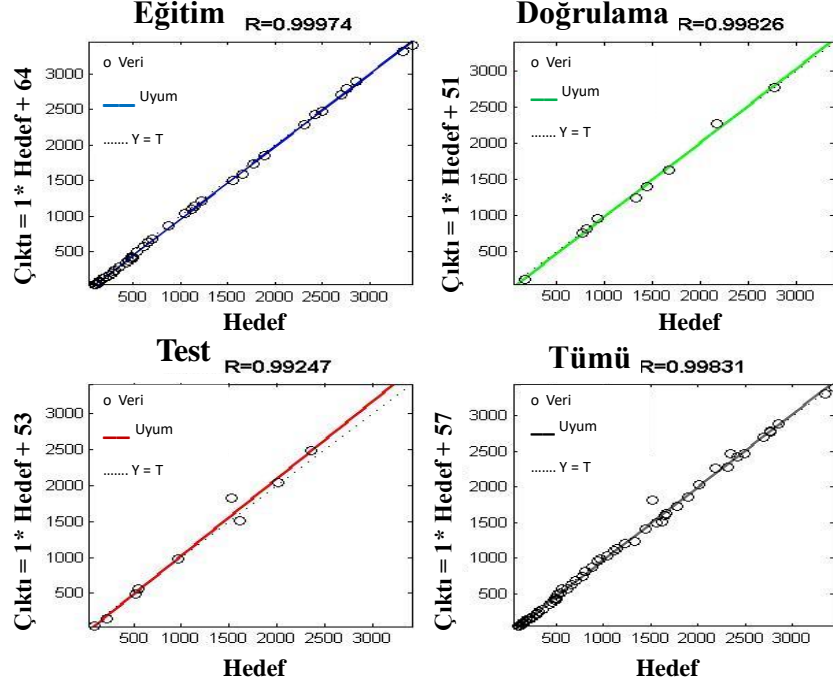 Eğitim R=0.99974
Çıktı = 1* Hedef + 64
3000
2500
2000
1500
1000
500
o Veri
Uyum
....... Y = T
500 1000 1500 2000 2500 3000
Hedef
Doğrulama R=0.99826
Çıktı = 1* Hedef + 51
3000
2500
2000
1500
1000
500
o Veri
Uyum
....... Y = T
500 1000 1500 2000 2500 3000
Hedef
Test R=0.99247
Çıktı = 1* Hedef + 53
3000
2500
2000
1500
1000
500
o Veri
Uyum
....... Y = T
500 1000 1500 2000 2500 3000
Hedef
Tümü R=0.99831
Çıktı = 1* Hedef + 57
3000
2500
2000
1500
1000
500
o Veri
Uyum
....... Y = T
500 1000 1500 2000 2500 3000
Hedef